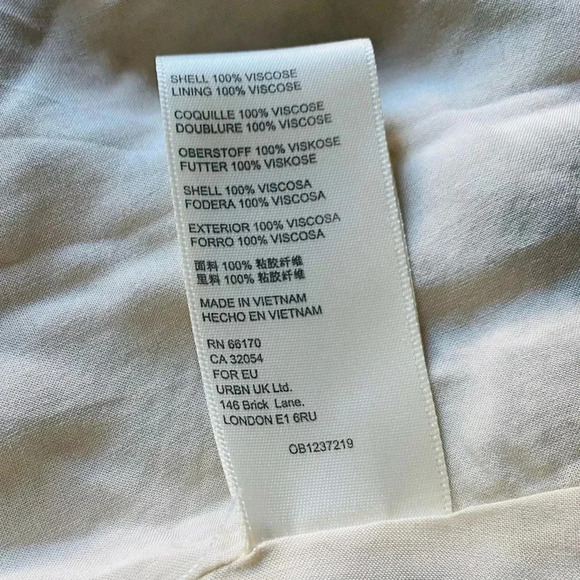 SHELL 100% VISCOSE
LINING 100% VISCOSE
COQUILLE 100% VISCOSE
DOUBLURE 100% VISCOSE
OBERSTOFF 100% VISKOSE
FUTTER 100% VISKOSE
SHELL 100% VISCOSA
FODERA 100% VISCOSA
EXTERIOR 100% VISCOSA
FORRO 100% VISCOSA
面料 100% 粘胶纤维
里料 100% 粘胶纤维
MADE IN VIETNAM
HECHO EN VIETNAM
RN 66170
CA 32054
FOR EU
URBN UK Ltd.
146 Brick Lane.
LONDON E1 6RU
OB1237219